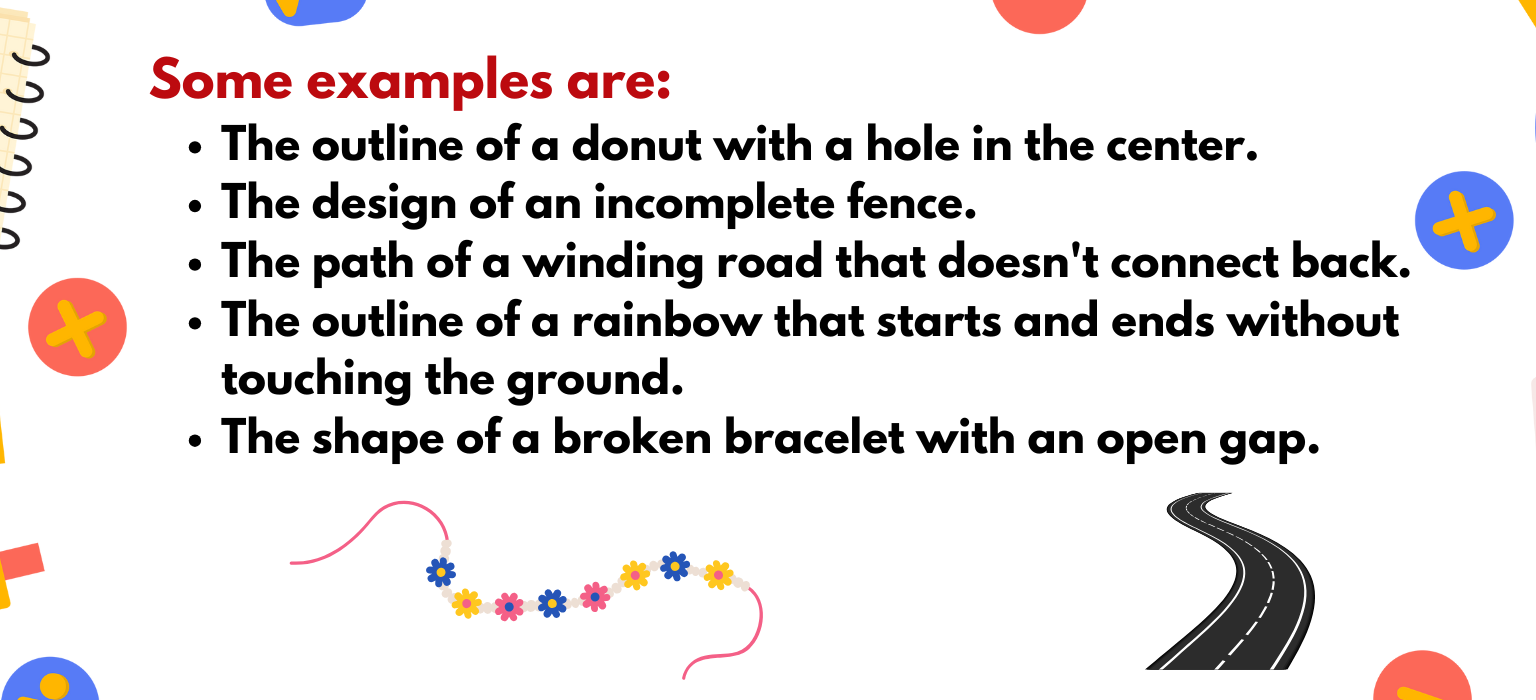 Some examples are:
• The outline of a donut with a hole in the center.
• The design of an incomplete fence.
• The path of a winding road that doesn't connect back.
• The outline of a rainbow that starts and ends without
touching the ground.
• The shape of a broken bracelet with an open gap.